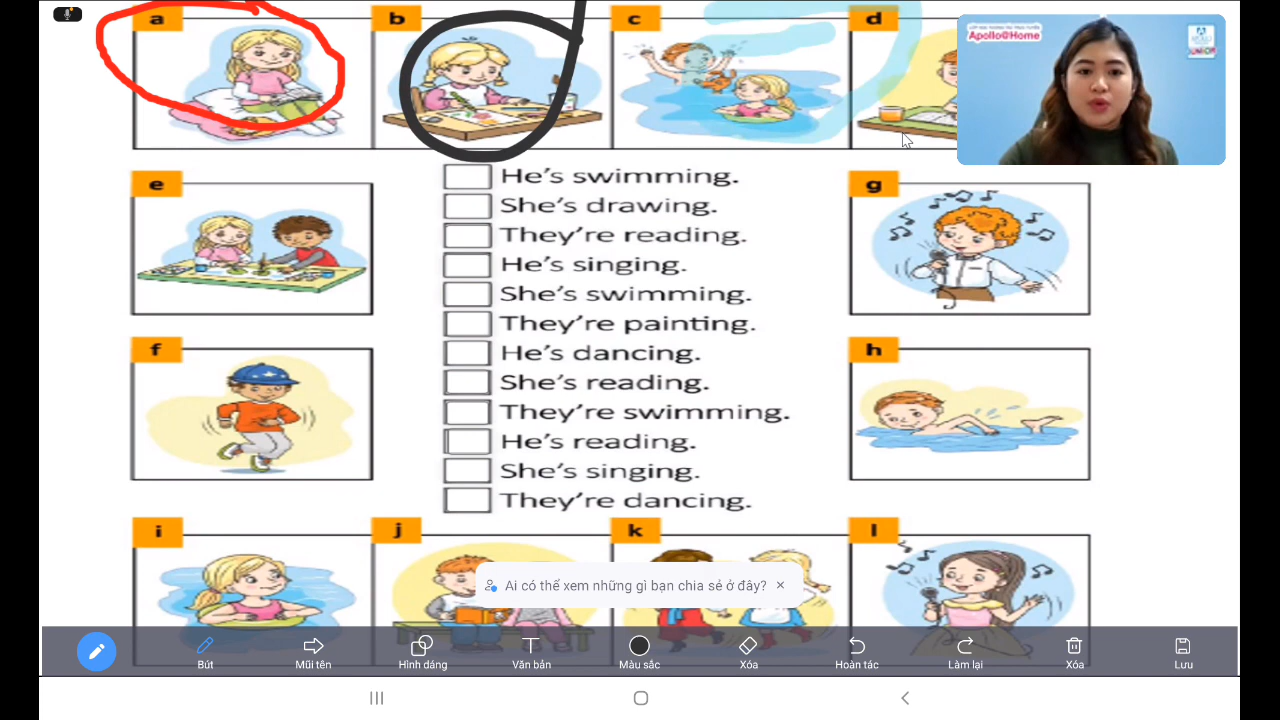 a
b
c
d
Apollo@Home
APOLLO
JUNIOR
He's swimming.
She's drawing.
They're reading.
He's singing.
She's swimming.
They're painting.
He's dancing.
She's reading.
They're swimming.
He's reading.
She's singing.
They're dancing.
e
g
f
h
i
j
k
l
Ai có thể xem những gì bạn chia sẻ ở đây?
Bút
Mũi tên
Hình dáng
Văn bản
Màu sắc
Xóa
Hoàn tác
Làm lại
Xóa
Lưu